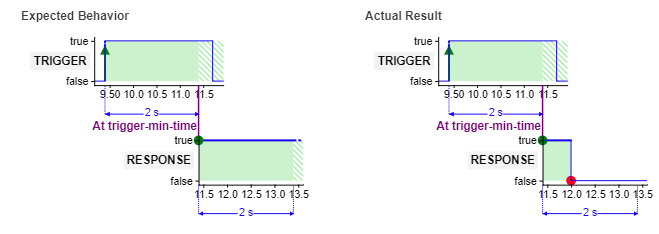 Expected Behavior
Actual Result
true
TRIGGER
false
9.50 10.0 10.5 11.0 11.5
2 s
At trigger-min-time
true
RESPONSE
false
11.5 12.0 12.5 13.0 13.5
2 s
true
TRIGGER
false
9.50 10.0 10.5 11.0 11.5
2 s
At trigger-min-time
true
RESPONSE
false
11.5 12.0 12.5 13.0 13.5
2 s